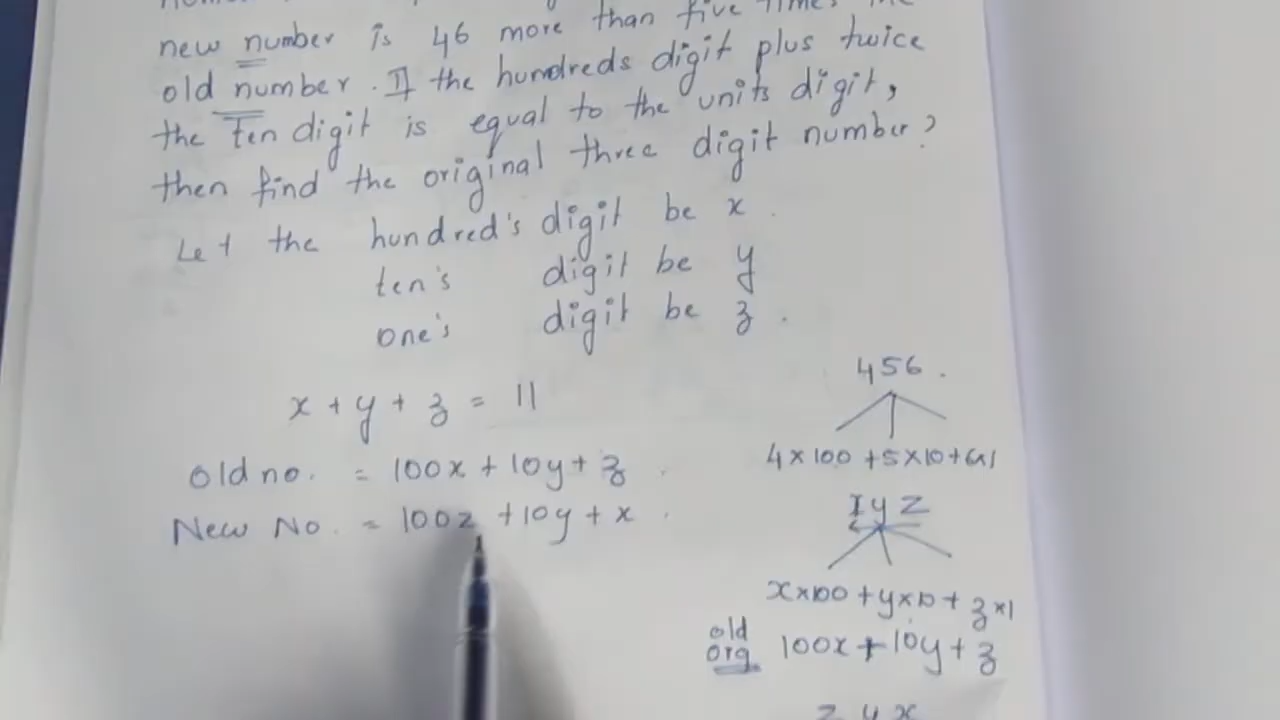 new number is 46 more than five times the
old number. If the hundreds digit plus twice
the Ten digit is equal to the units digit,
then find the original three digit number?
Let the hundred's digit be x.
ten's digit be y
one's digit be z.
x + y + z = 11
Old no. = 100x + 10y + z.
New No. = 100z + 10y + x.
456.
4 x 100 + 5 x 10 + 6x1
x y z
x x 100 + y x 10 + z x 1
old
org 100x + 10y + z
z y x